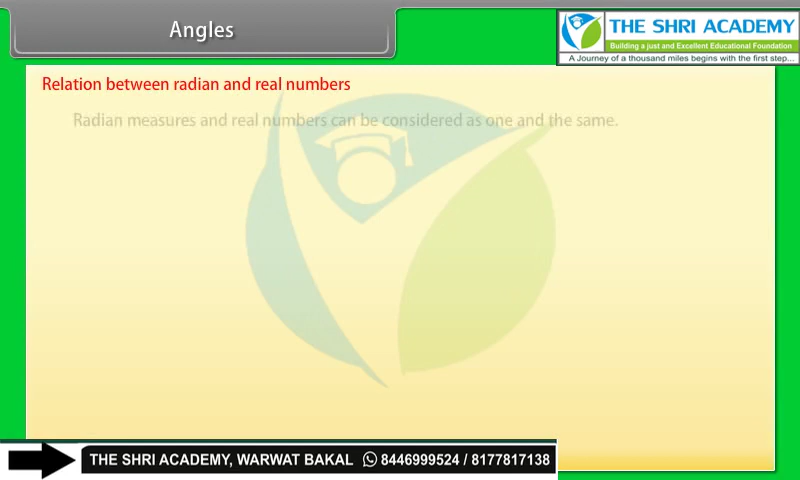 Angles
THE SHRI ACADEMY
Building a just and Excellent Educational Foundation
A Journey of a thousand miles begins with the first step...
Relation between radian and real numbers
Radian measures and real numbers can be considered as one and the same.
THE SHRI ACADEMY, WARWAT BAKAL 8446999524 / 8177817138